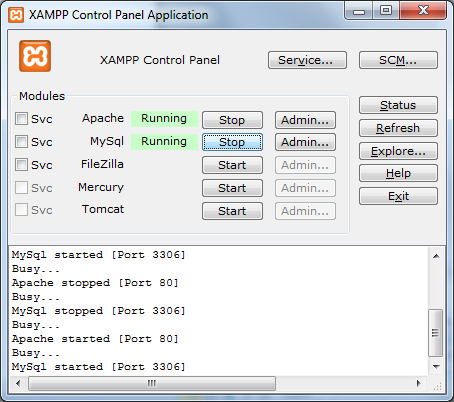 XAMPP Control Panel Application
XAMPP Control Panel
Service...
SCM...
Modules
Svc Apache Running Stop Admin...
Svc MySql Running Stop Admin...
Svc FileZilla Start Admin...
Svc Mercury Start Admin...
Svc Tomcat Start Admin...
Status
Refresh
Explore...
Help
Exit
MySql started [Port 3306]
Busy...
Apache stopped [Port 80]
Busy...
MySql stopped [Port 3306]
Busy...
Apache started [Port 80]
Busy...
MySql started [Port 3306]